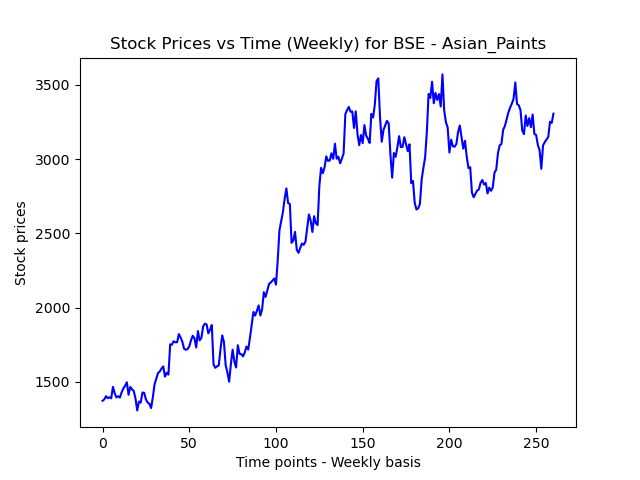 Stock Prices vs Time (Weekly) for BSE - Asian_Paints
3500
3000
2500
2000
1500
Stock prices
0 50 100 150 200 250
Time points - Weekly basis